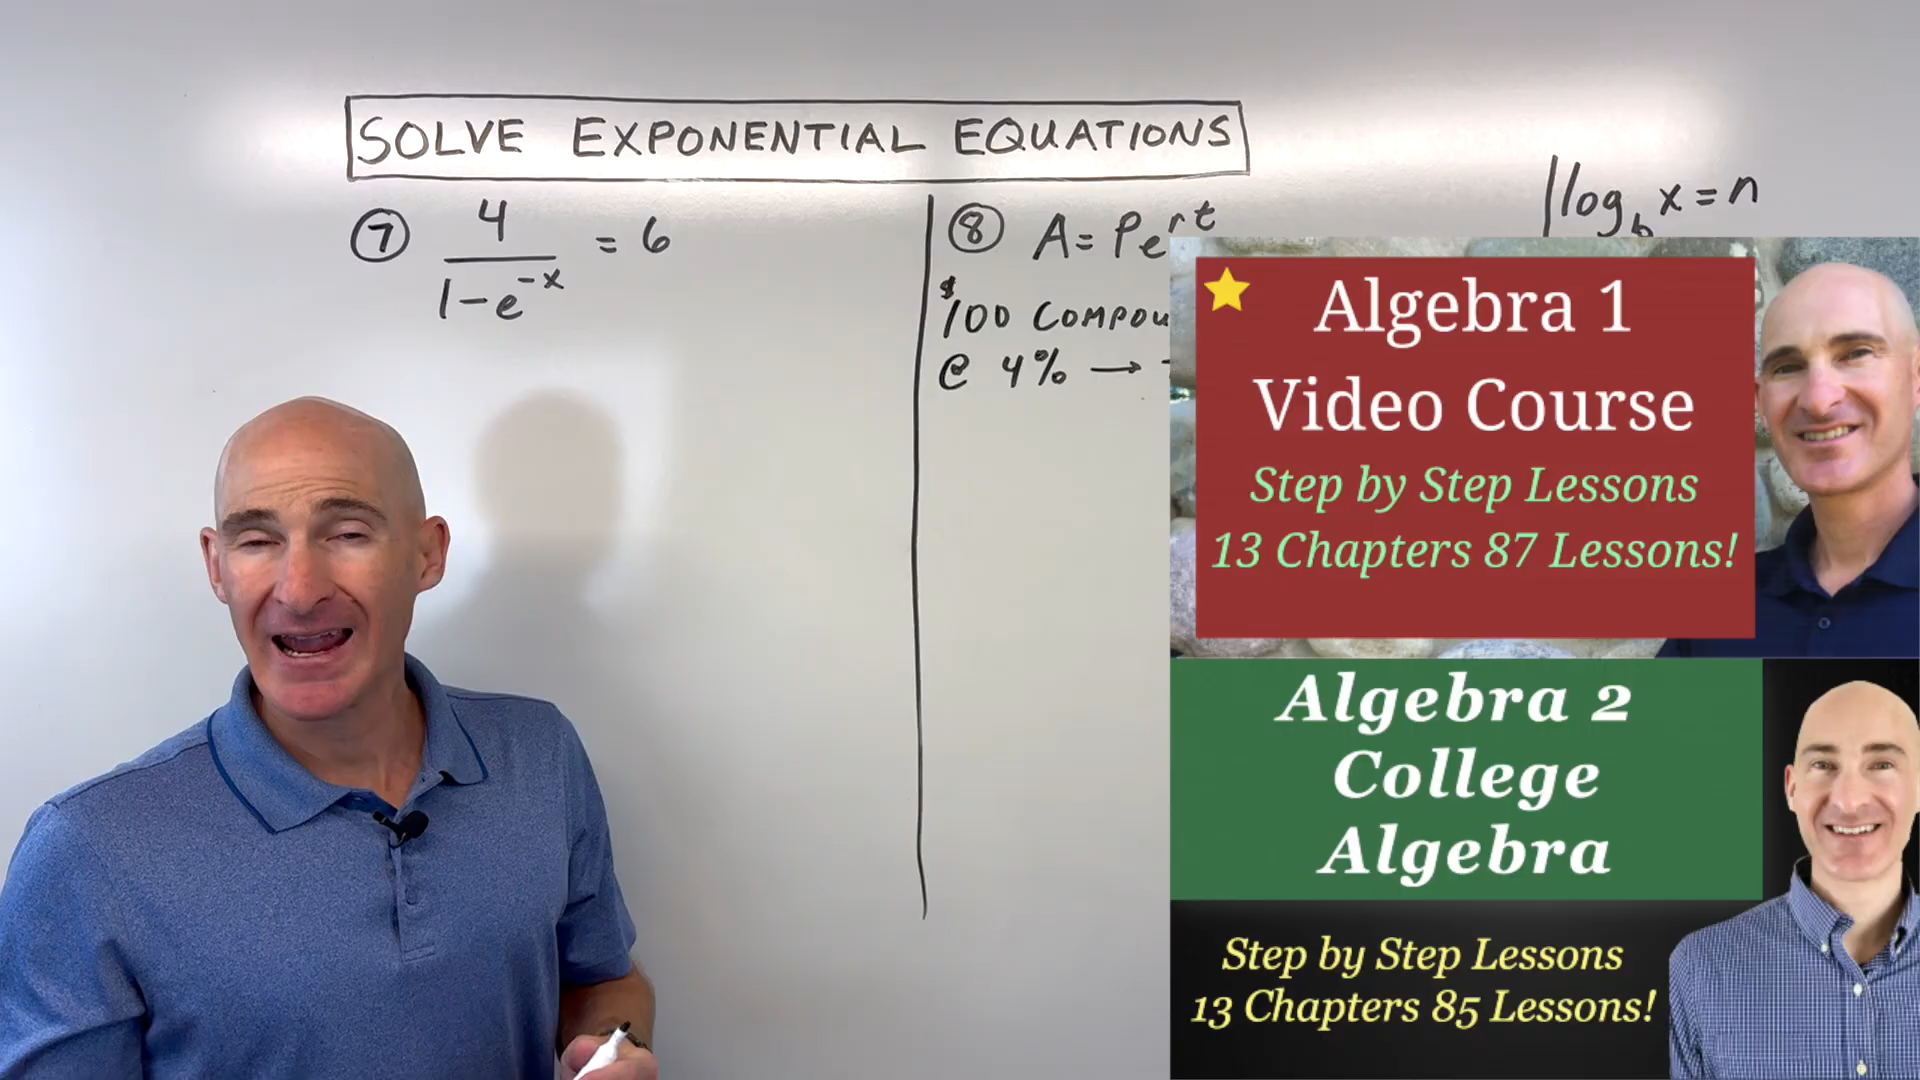 SOLVE EXPONENTIAL EQUATIONS
⑦ 4/(1-e^-x) = 6
⑧ A = Pe^rt
$100 COMPOU
@ 4% →
log_b x = n
Algebra 1
Video Course
Step by Step Lessons
13 Chapters 87 Lessons!
Algebra 2
College
Algebra
Step by Step Lessons
13 Chapters 85 Lessons!